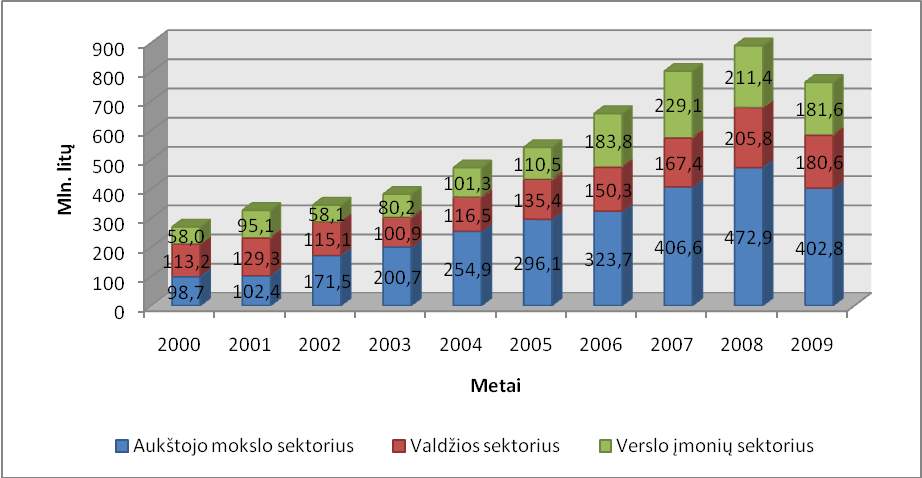 Mln. litų
900
800
700
600
500
400
300
200
100
0
58,0 95,1 58,1 80,2 101,3 110,5 183,8 229,1 211,4 181,6
113,2 129,3 115,1 100,9 116,5 135,4 150,3 167,4 205,8 180,6
98,7 102,4 171,5 200,7 254,9 296,1 323,7 406,6 472,9 402,8
2000 2001 2002 2003 2004 2005 2006 2007 2008 2009
Metai
Aukštojo mokslo sektorius Valdžios sektorius Verslo įmonių sektorius